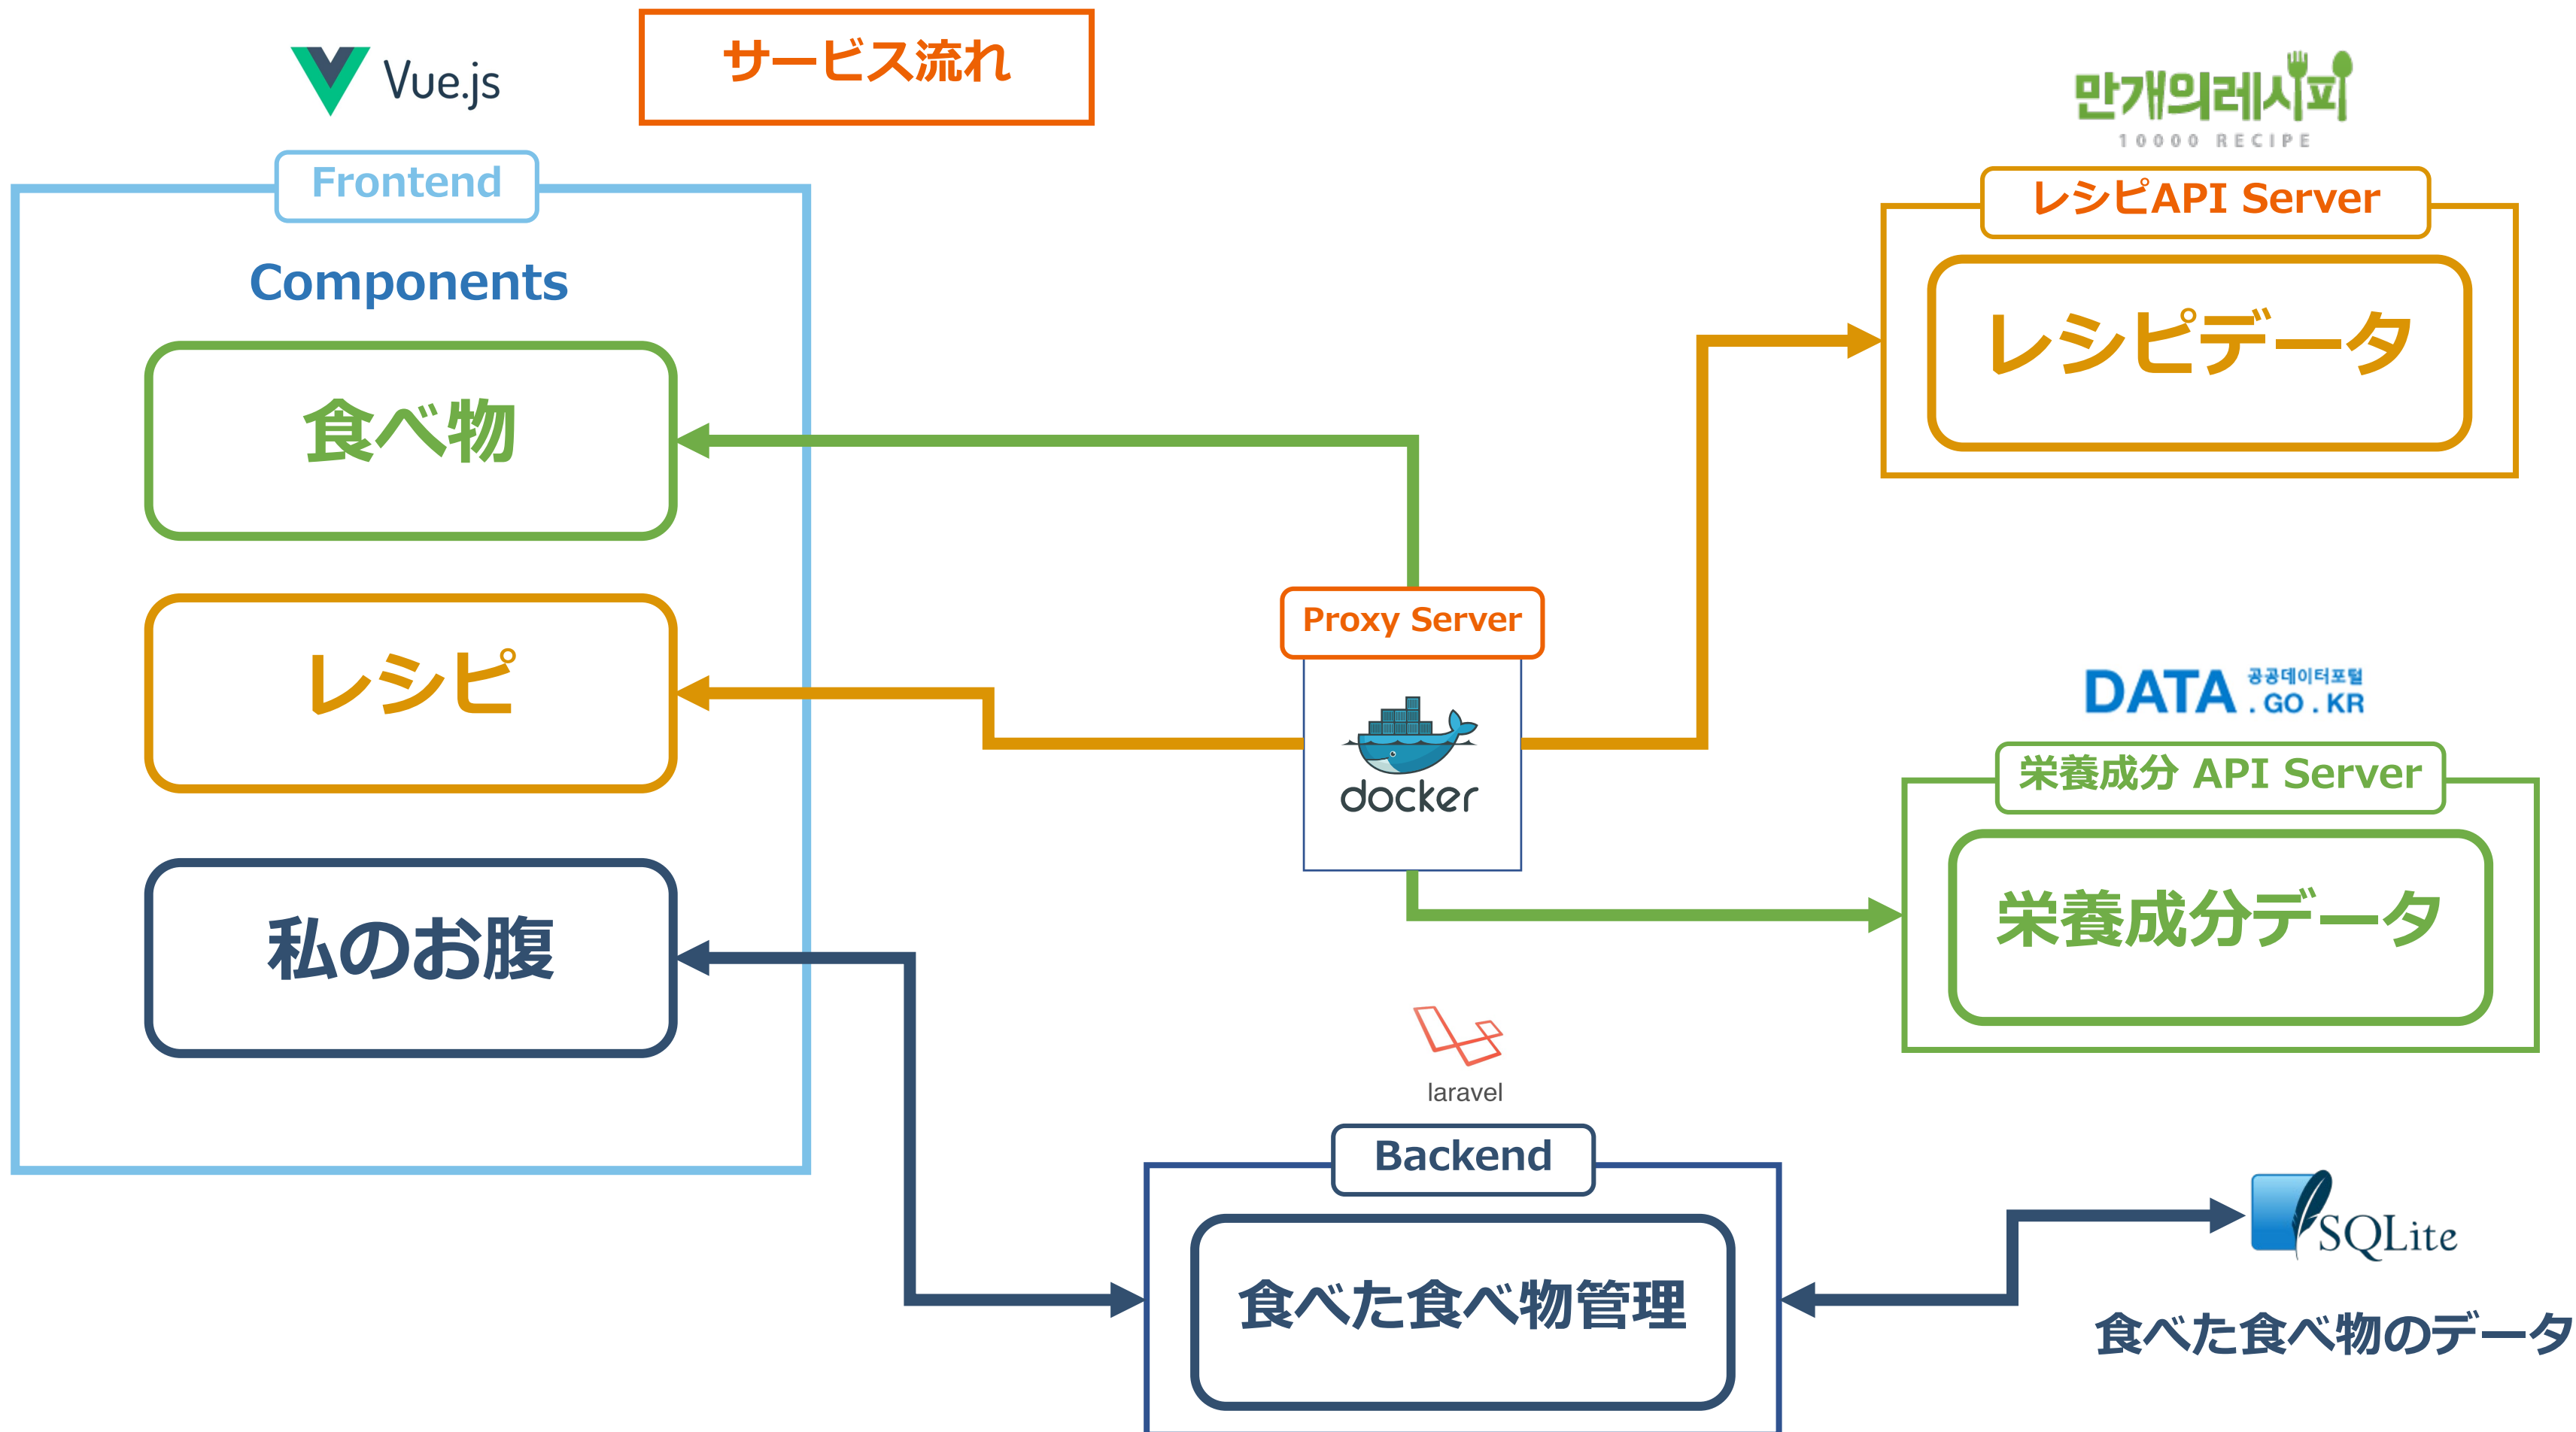 サービス流れ
Vue.js
Frontend
Components
食べ物
レシピ
私のお腹
Proxy Server
docker
만개의레시피
10000 RECIPE
レシピAPI Server
レシピデータ
DATA 공공데이터포털
.GO.KR
栄養成分 API Server
栄養成分データ
laravel
Backend
食べた食べ物管理
SQLite
食べた食べ物のデータ